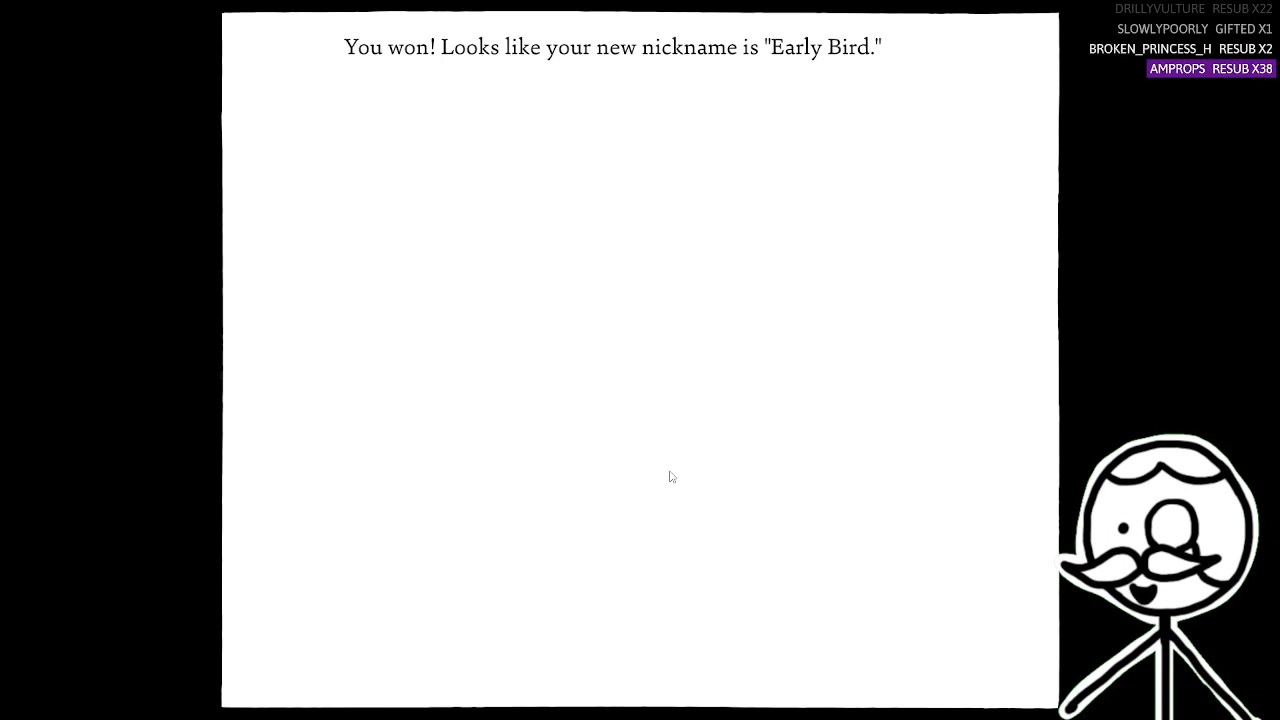 DRILLYVULTURE RESUB X22
SLOWLYPOORLY GIFTED X1
You won! Looks like your new nickname is "Early Bird."
BROKEN_PRINCESS_H RESUB X2
AMPROPS RESUB X38